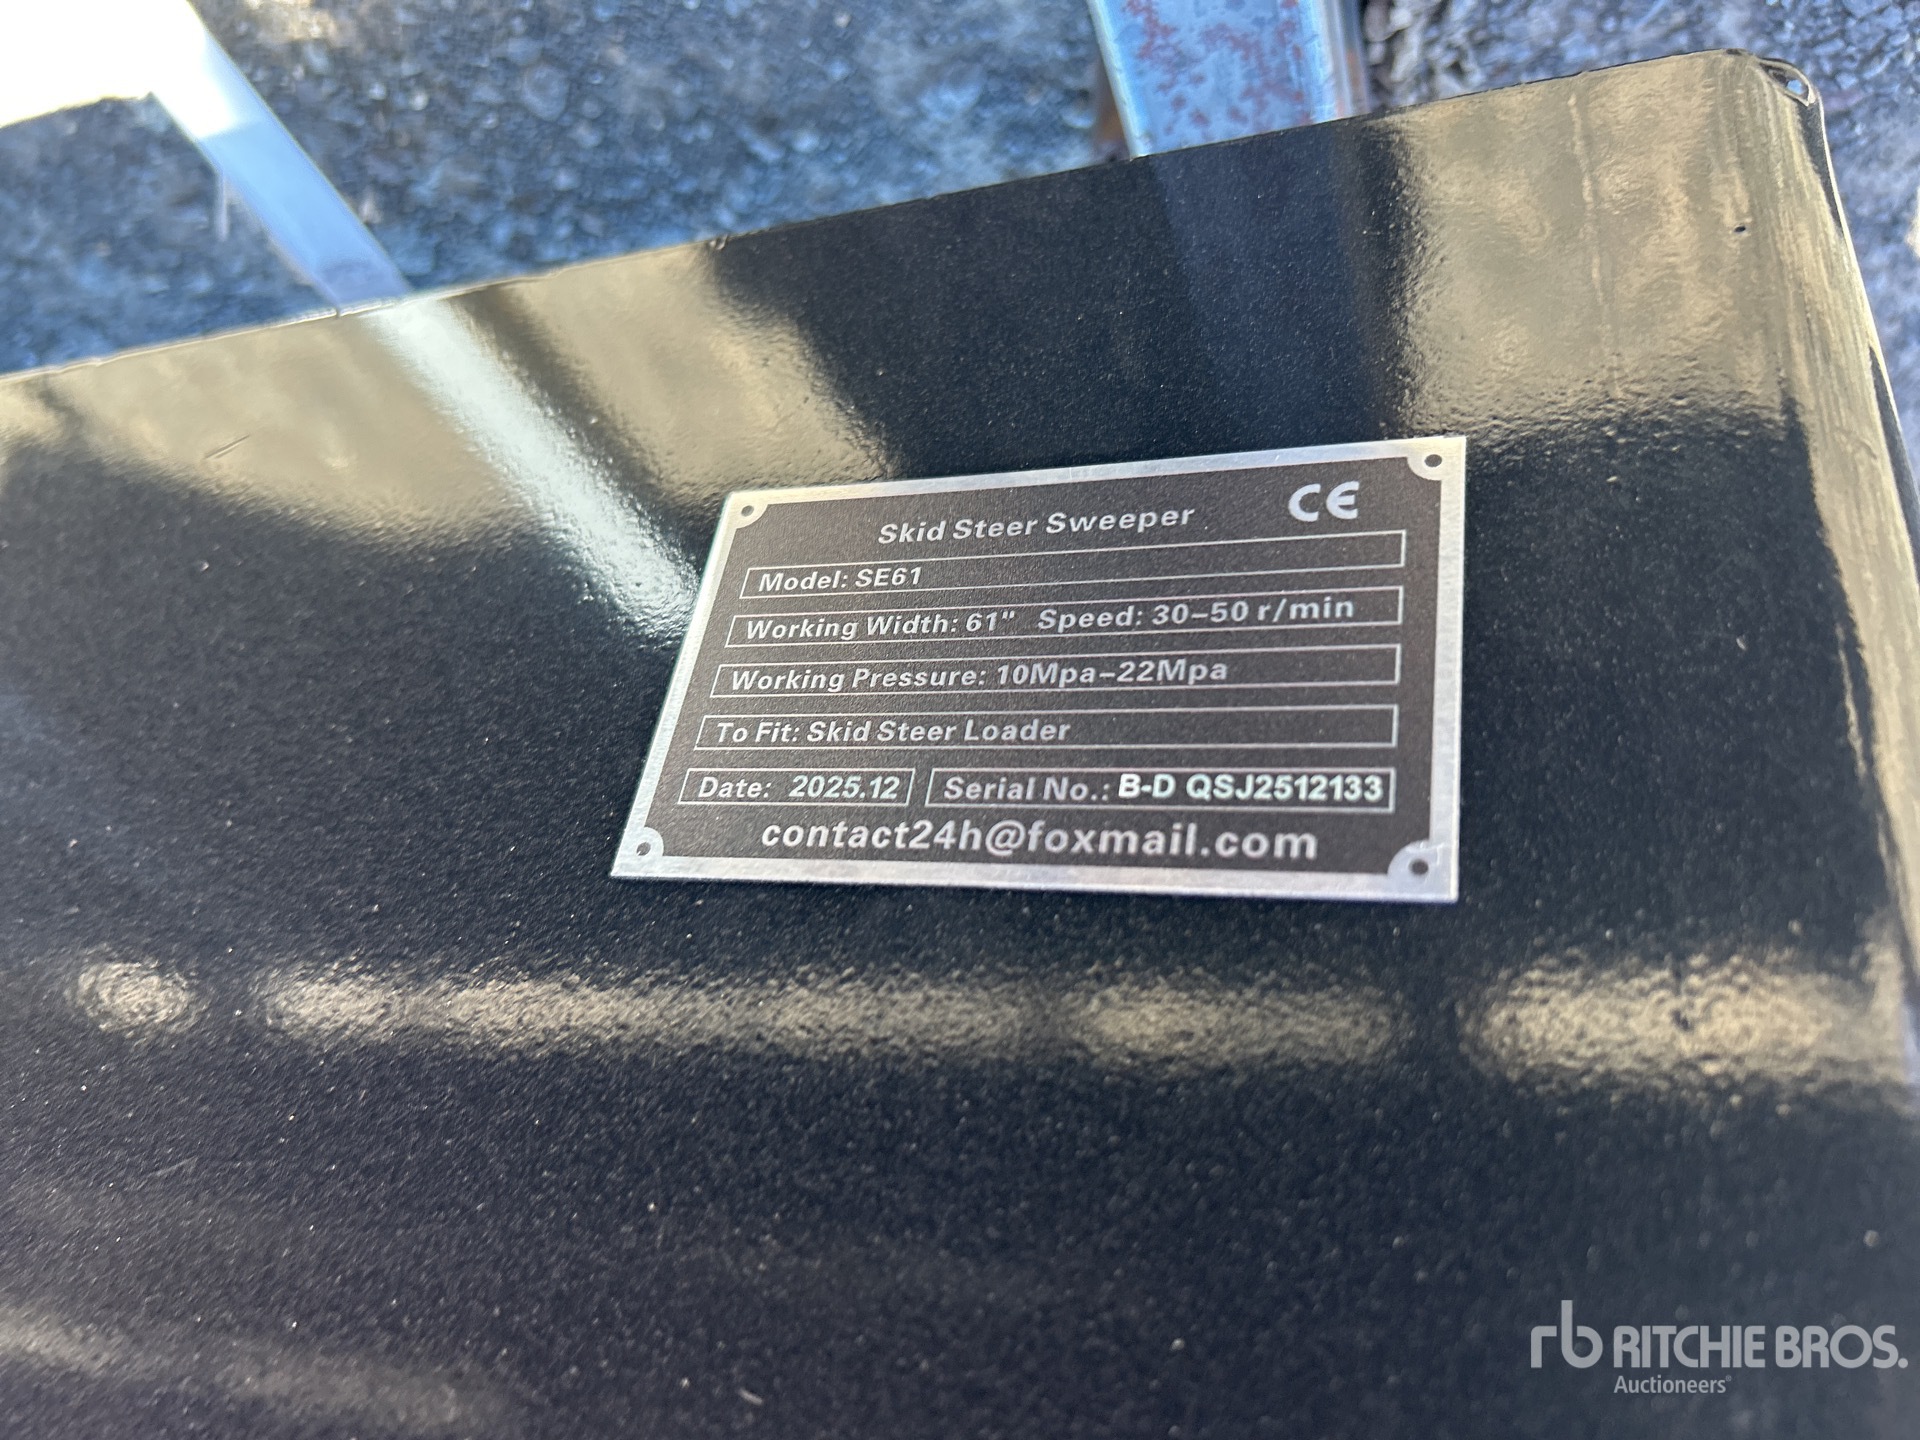 Skid Steer Sweeper CE
Model: SE61
Working Width: 61" Speed: 30-50 r/min
Working Pressure: 10Mpa-22Mpa
To Fit: Skid Steer Loader
Date: 2025.12 Serial No.: B-D QSJ2512133
contact24h@foxmail.com
rb RITCHIE BROS.
Auctioneers